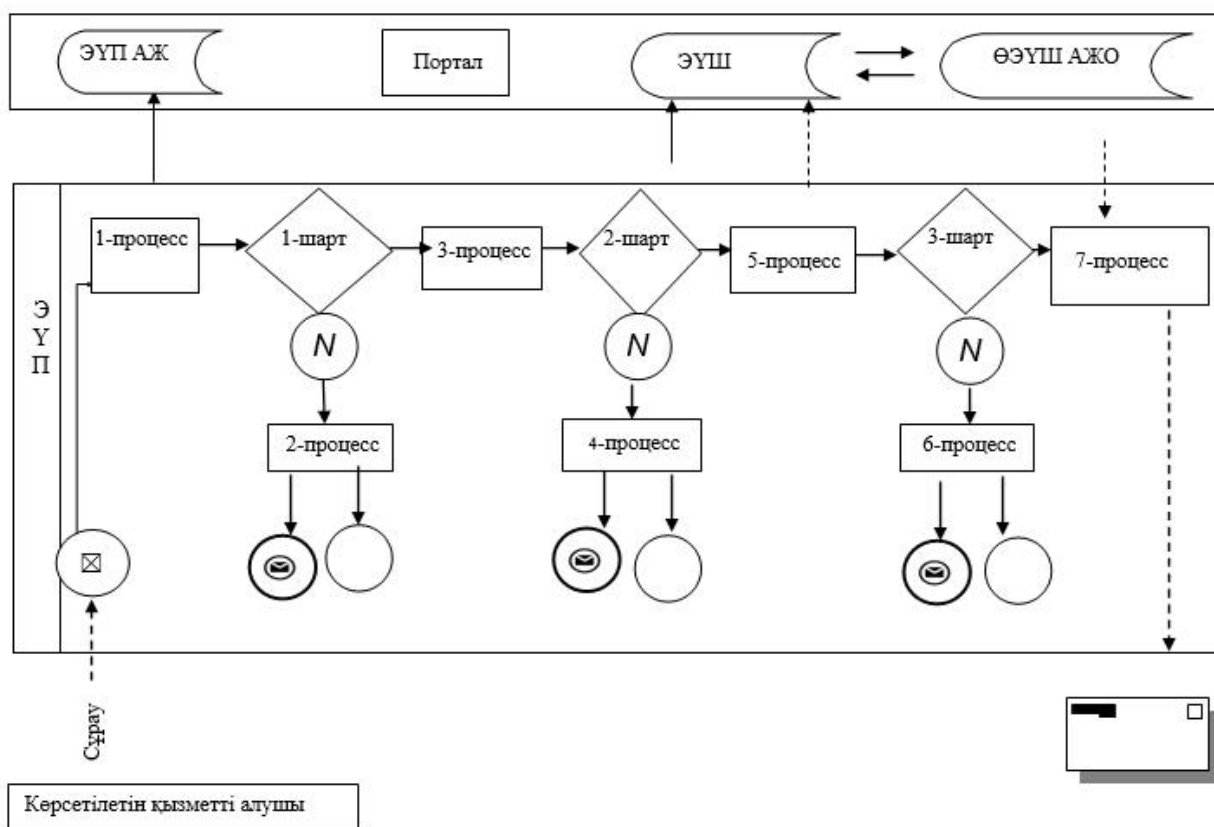 ЭҮП АЖ
Портал
ЭҮШ
ӨЭҮШ АЖО
1-процесс
1-шарт
3-процесс
2-шарт
5-процесс
3-шарт
7-процесс
Э
Ү
П
N
N
N
2-процесс
4-процесс
6-процесс
Сұрау
Көрсетілетін қызметті алушы